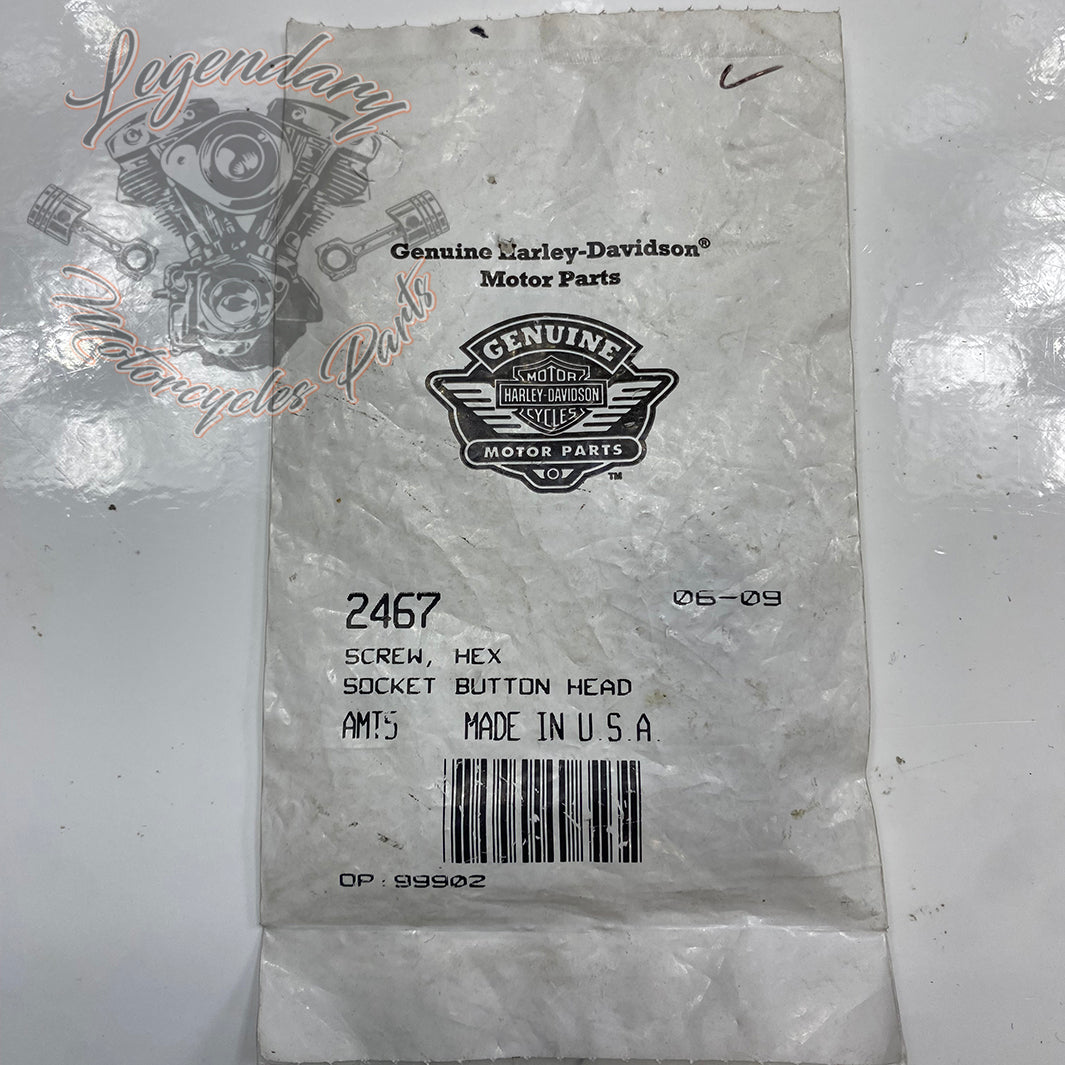 Legendary
Motorcycles Parts
Genuine Harley-Davidson®
Motor Parts
GENUINE
MOTOR
HARLEY-DAVIDSON
CYCLES
MOTOR PARTS
TM
2467
06-09
SCREW, HEX
SOCKET BUTTON HEAD
AMT5 MADE IN U.S.A.
OP: 99902